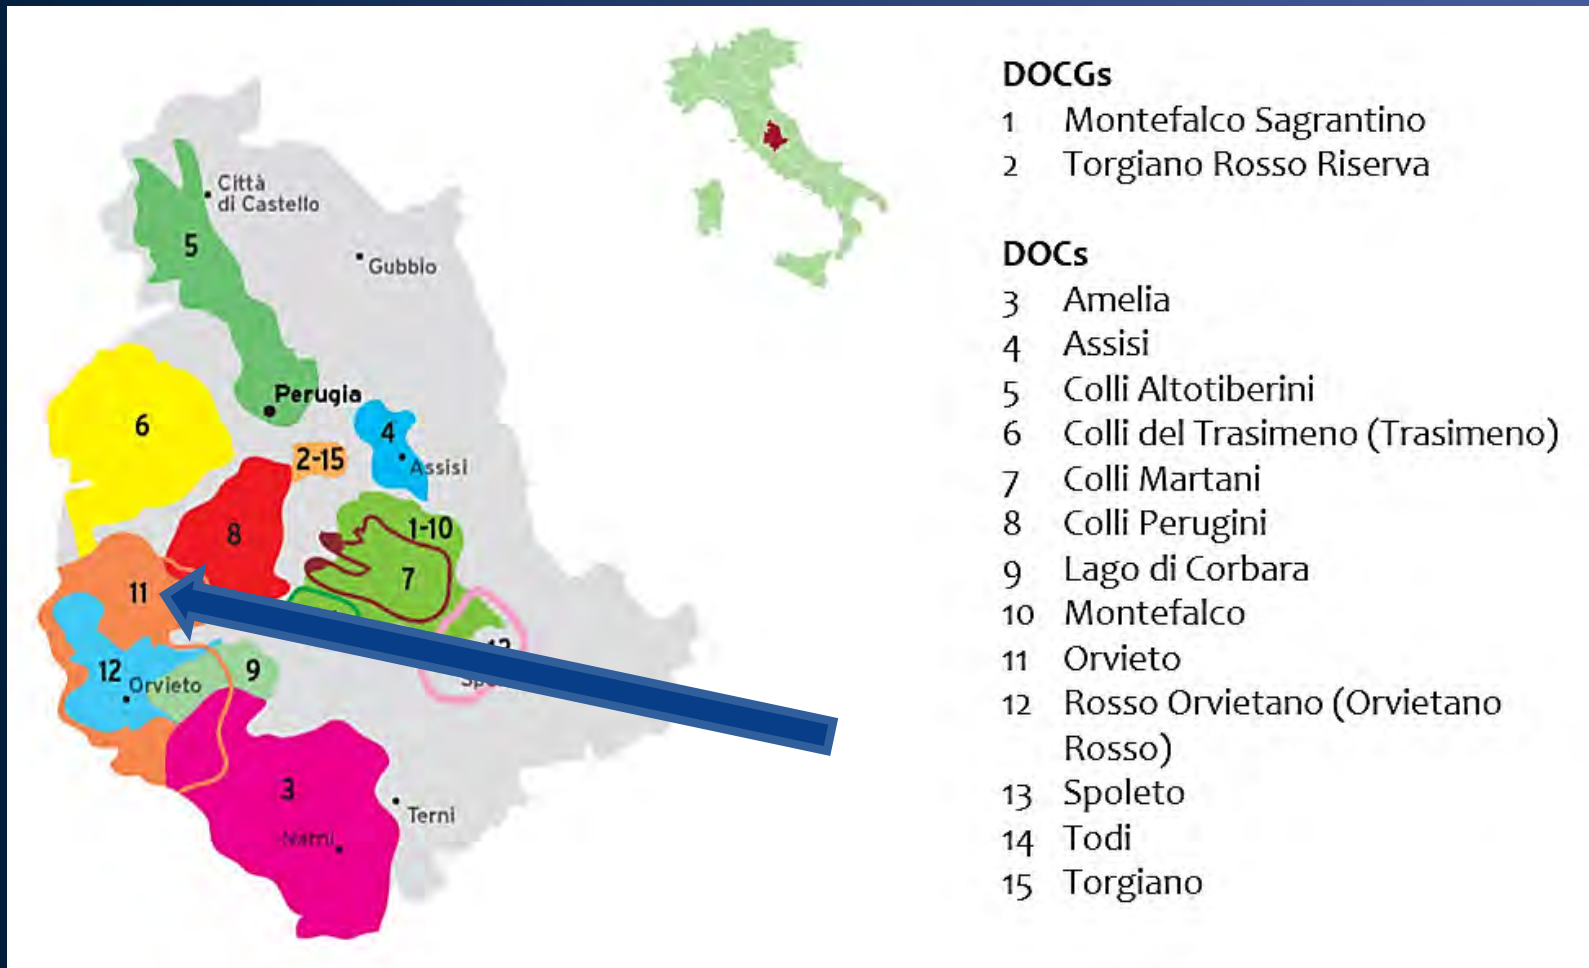 Città
di Castello
5
Gubbio
Perugia
6
4
2-15
Assisi
8
1-10
7
11
12
Orvieto
9
3
Terni
Narni
DOCGs
1 Montefalco Sagrantino
2 Torgiano Rosso Riserva
DOCs
3 Amelia
4 Assisi
5 Colli Altotiberini
6 Colli del Trasimeno (Trasimeno)
7 Colli Martani
8 Colli Perugini
9 Lago di Corbara
10 Montefalco
11 Orvieto
12 Rosso Orvietano (Orvietano
Rosso)
13 Spoleto
14 Todi
15 Torgiano